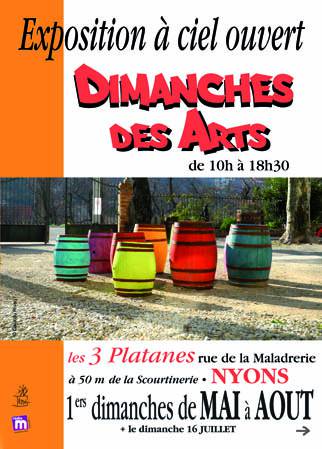 Exposition à ciel ouvert
DIMANCHES
DES ARTS
de 10h à 18h30
les 3 Platanes rue de la Maladrerie
à 50 m de la Scourtinerie • NYONS
1ers dimanches de MAI à AOUT
+ le dimanche 16 JUILLET